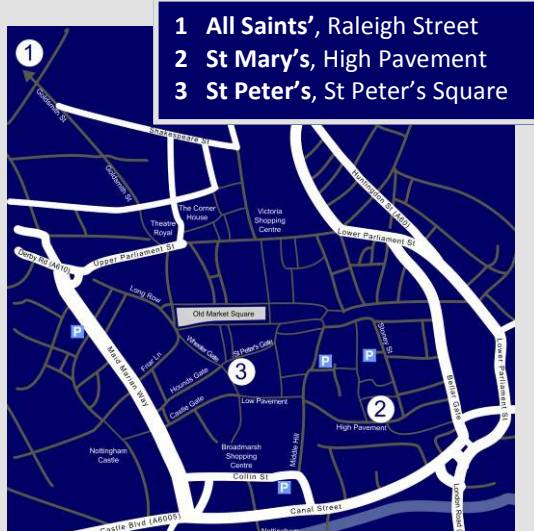 1 All Saints’, Raleigh Street
2 St Mary’s, High Pavement
3 St Peter’s, St Peter’s Square
1
Goldsmith St
Shakespeare St
Goldsmith St
Huntingdon St (A60)
The Corner
House
Theatre
Royal
Victoria
Shopping
Centre
Lower Parliament St
Derby Rd (A610)
Upper Parliament St
Long Row
Old Market Square
P
Maid Marian Way
Friar Ln
Wheeler Gate
St Peter's Gate
Stoney St
P
P
Lower Parliament St
Hounds Gate
3
Castle Gate
Low Pavement
2
High Pavement
Bellar Gate
Nottingham
Castle
Broadmarsh
Shopping
Centre
Middle Hill
Collin St
P
Canal Street
Castle Blvd (A6005)
London Road
Nottingham